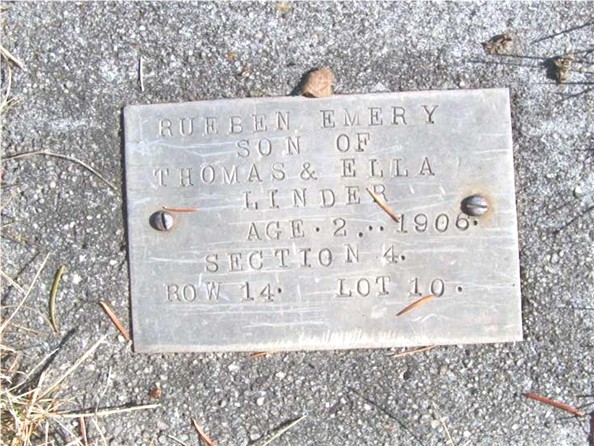 RUEBEN EMERY
SON OF
THOMAS & ELLA
LINDER
AGE · 2 . . . 1906 .
SECTION 4 .
ROW 14 . LOT 10 .